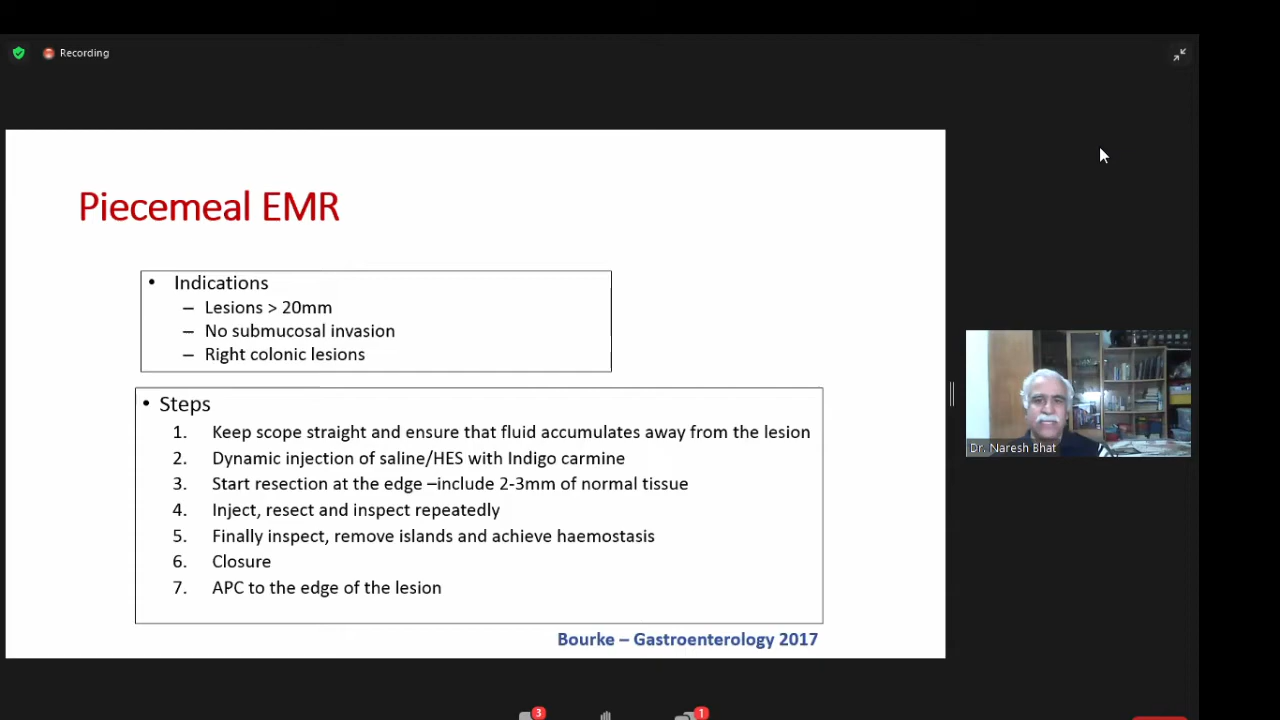 Recording
Piecemeal EMR
• Indications
– Lesions > 20mm
– No submucosal invasion
– Right colonic lesions
• Steps
1. Keep scope straight and ensure that fluid accumulates away from the lesion
2. Dynamic injection of saline/HES with Indigo carmine
3. Start resection at the edge –include 2-3mm of normal tissue
4. Inject, resect and inspect repeatedly
5. Finally inspect, remove islands and achieve haemostasis
6. Closure
7. APC to the edge of the lesion
Bourke – Gastroenterology 2017
Dr. Naresh Bhat
3
1